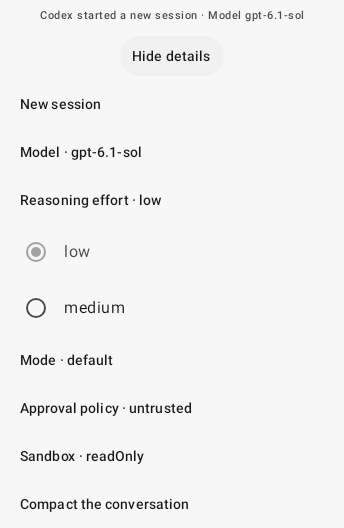 Codex started a new session · Model gpt-6.1-sol
Hide details
New session
Model · gpt-6.1-sol
Reasoning effort · low
low
medium
Mode · default
Approval policy · untrusted
Sandbox · readOnly
Compact the conversation